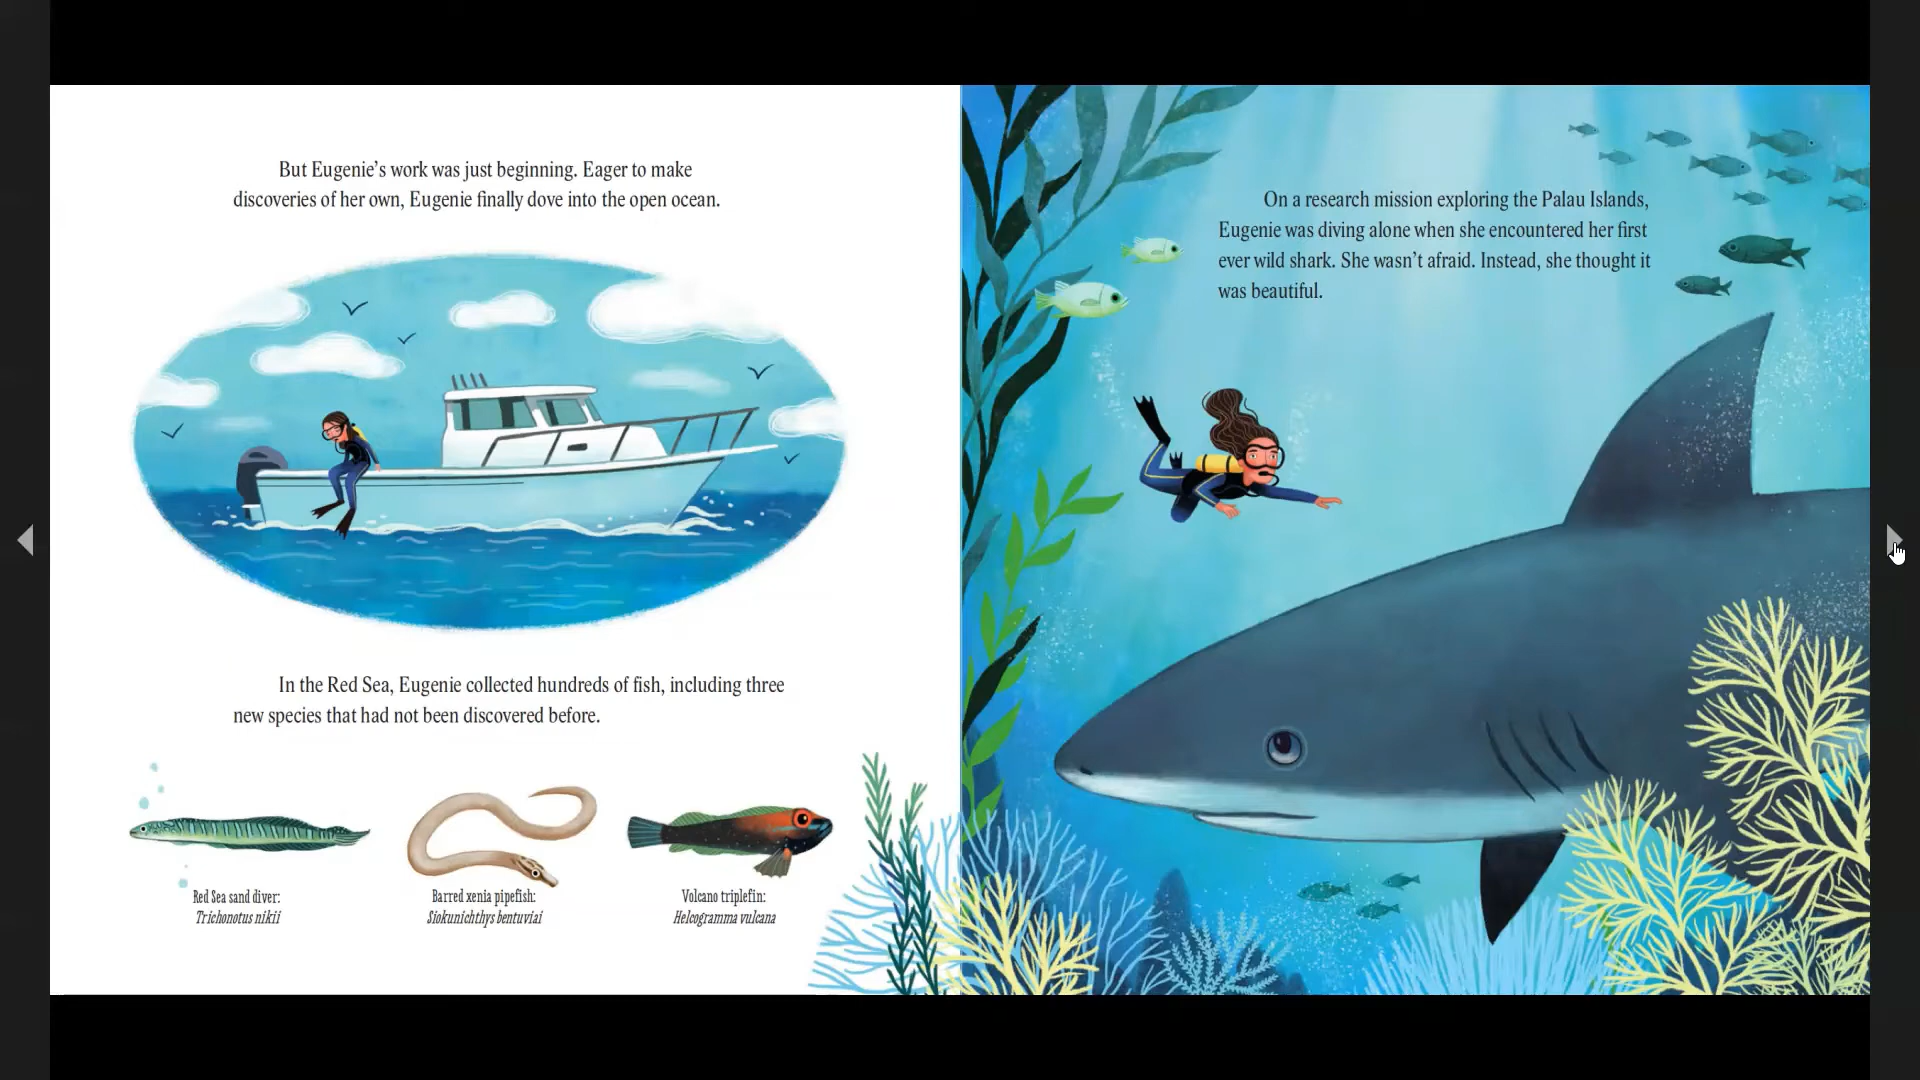 But Eugenie’s work was just beginning. Eager to make
discoveries of her own, Eugenie finally dove into the open ocean.
In the Red Sea, Eugenie collected hundreds of fish, including three
new species that had not been discovered before.
Red Sea sand diver:
Trichonotus nikii
Barred xenia pipefish:
Siokunichthys bentuviai
Volcano triplefin:
Helcogramma vulcana
On a research mission exploring the Palau Islands,
Eugenie was diving alone when she encountered her first
ever wild shark. She wasn’t afraid. Instead, she thought it
was beautiful.